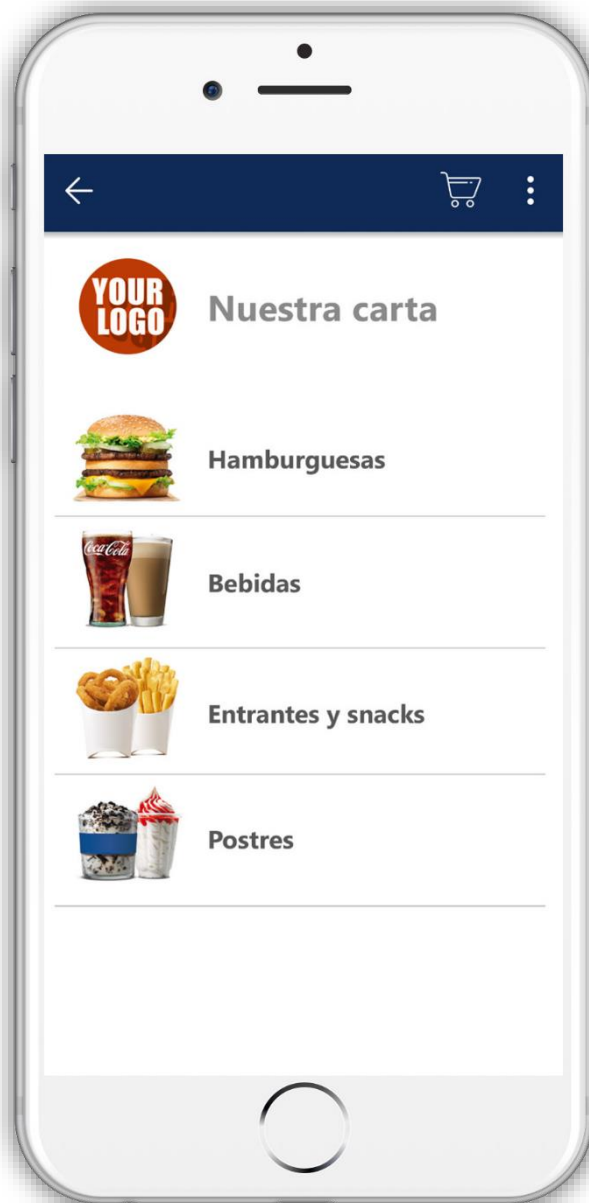 YOUR
LOGO
Nuestra carta
Hamburguesas
Coca-Cola
Bebidas
Entrantes y snacks
Postres